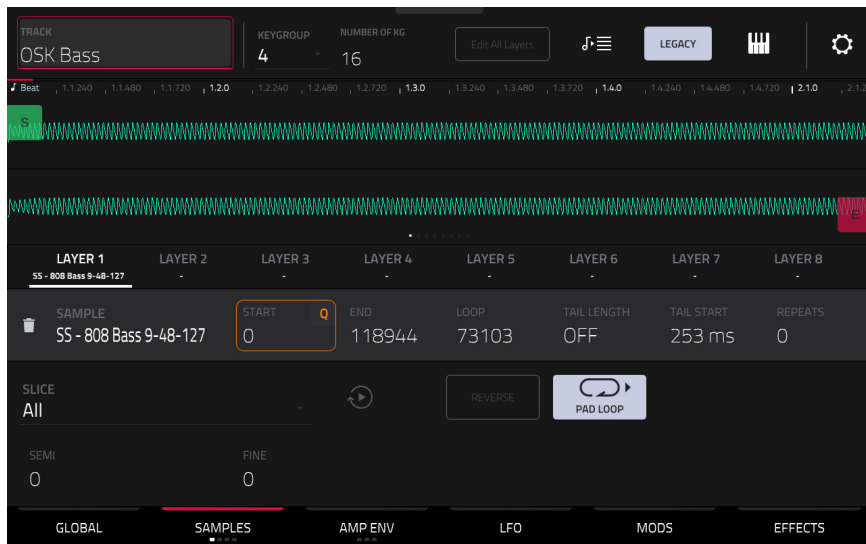 TRACK
OSK Bass
KEYGROUP
4
NUMBER OF KG
16
Edit All Layers
LEGACY
Beat 1.1.240 1.1.480 1.1.720 1.2.0 1.2.240 1.2.480 1.2.720 1.3.0 1.3.240 1.3.480 1.3.720 1.4.0 1.4.240 1.4.480 1.4.720 2.1.0 2.1.2
S
E
LAYER 1 LAYER 2 LAYER 3 LAYER 4 LAYER 5 LAYER 6 LAYER 7 LAYER 8
SS - 808 Bass 9-48-127 - - - - - - -
SAMPLE START Q END LOOP TAIL LENGTH TAIL START REPEATS
SS - 808 Bass 9-48-127 0 118944 73103 OFF 253 ms 0
SLICE
All
REVERSE
PAD LOOP
SEMI FINE
0 0
GLOBAL SAMPLES AMP ENV LFO MODS EFFECTS